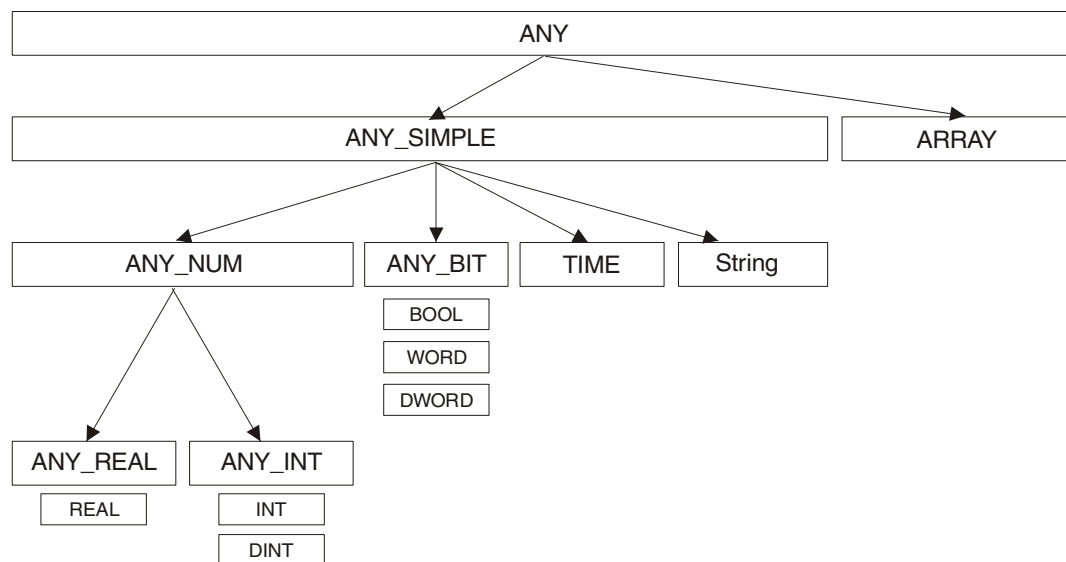 ANY
ANY_SIMPLE
ARRAY
ANY_NUM
ANY_BIT
TIME
String
BOOL
WORD
DWORD
ANY_REAL
ANY_INT
REAL
INT
DINT